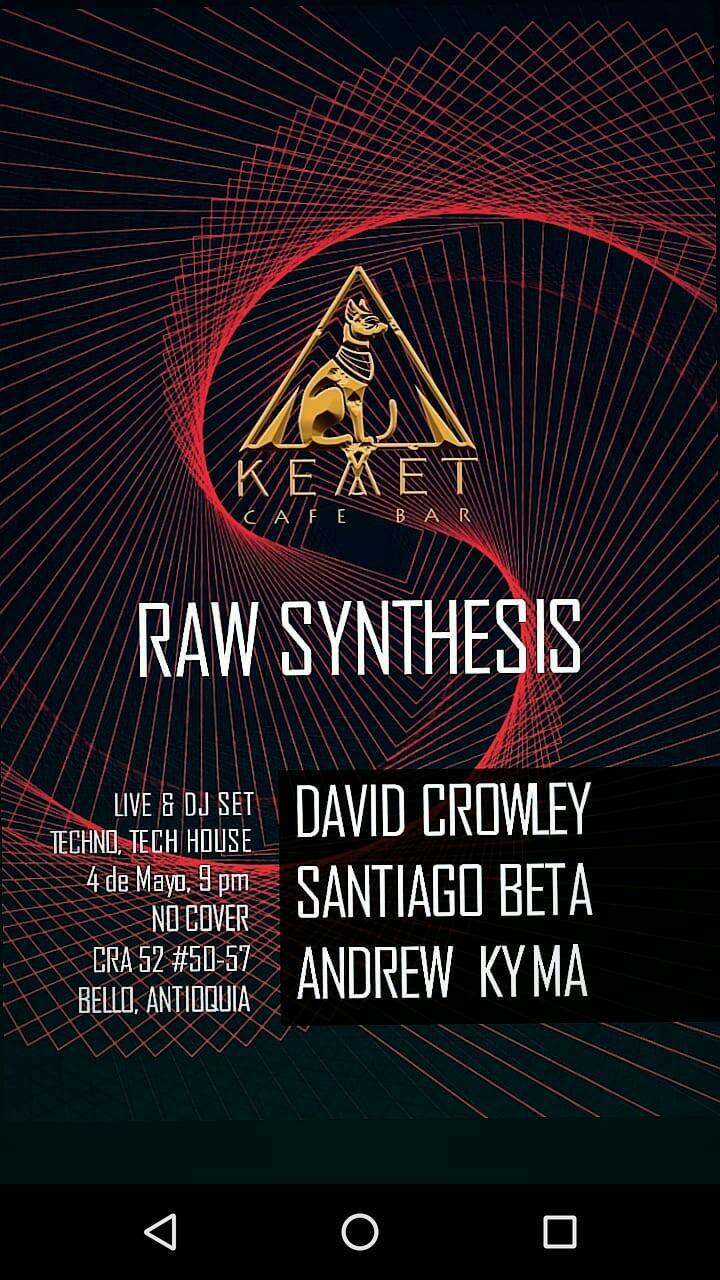 KEMET
CAFE BAR
RAW SYNTHESIS
LIVE & DJ SET
TECHNO, TECH HOUSE
4 de Mayo, 9 pm
NO COVER
CRA 52 #50-57
BELLO, ANTIOQUIA
DAVID CROWLEY
SANTIAGO BETA
ANDREW KYMA